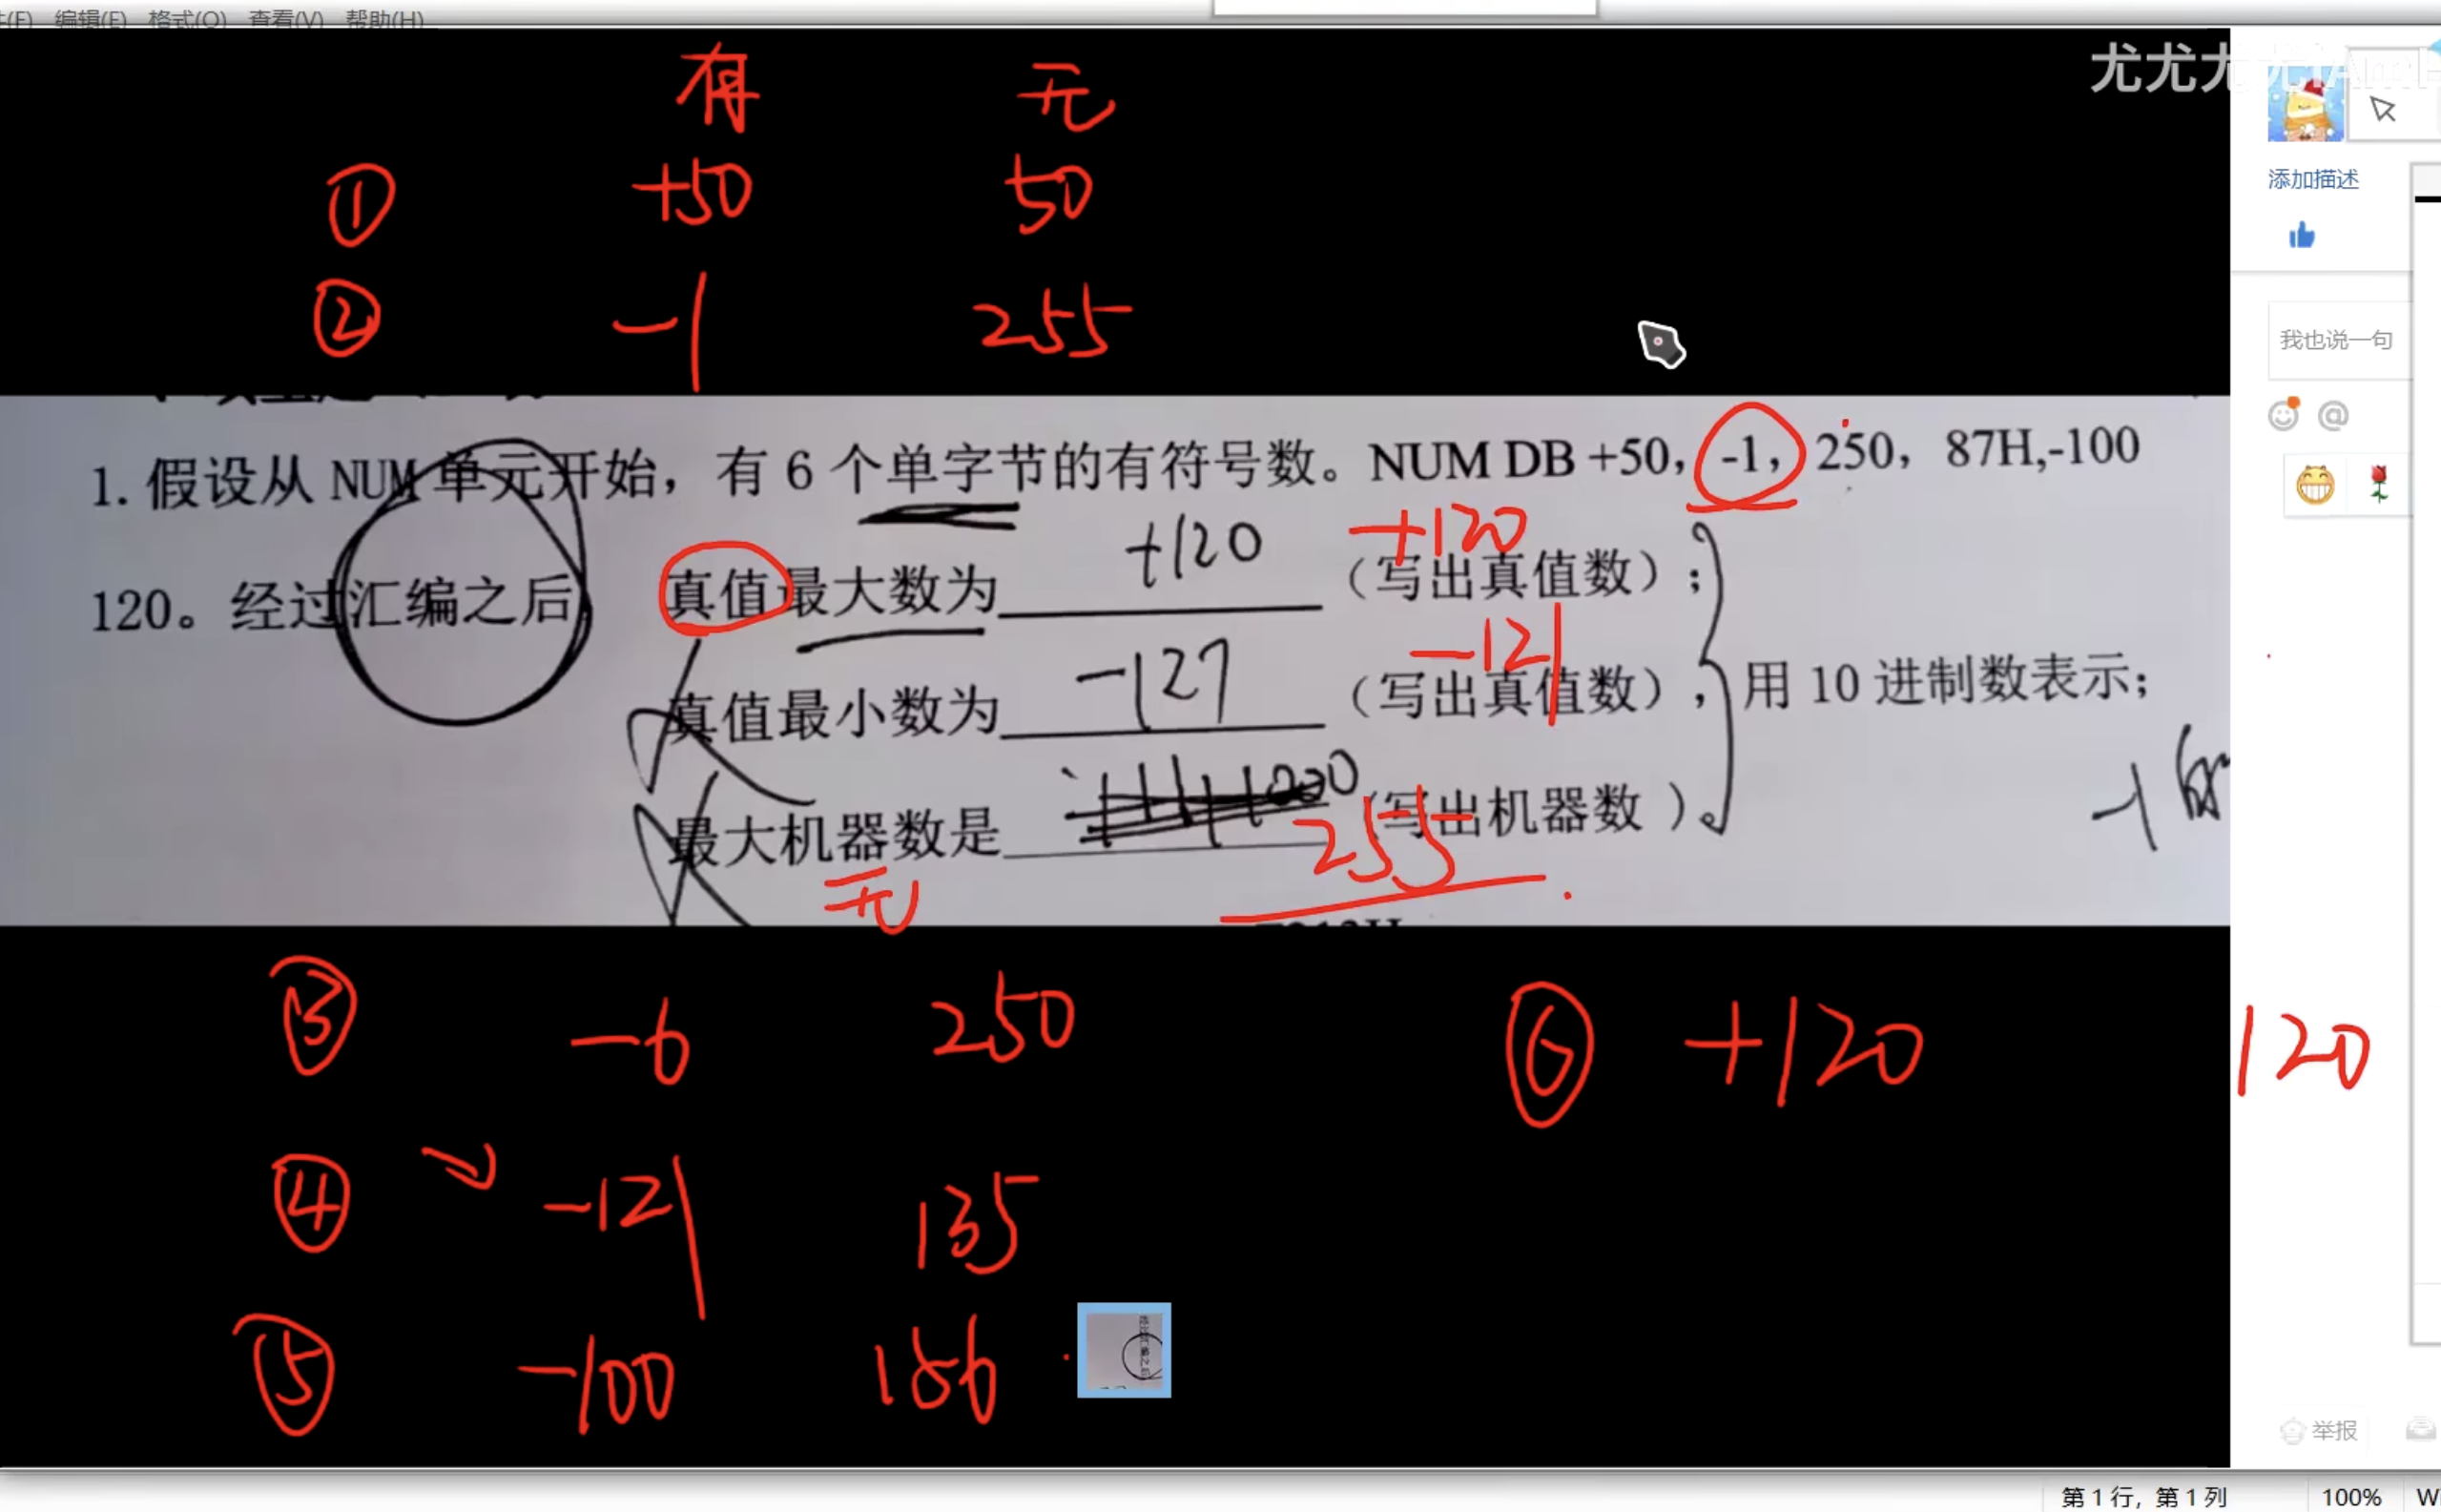 编辑(E) 格式(O) 查看(V) 帮助(H)
尤尤尤
有 无
① +50 50
② -1 255
添加描述
我也说一句
@
1. 假设从 NUM 单元开始，有 6 个单字节的有符号数。NUM DB +50，-1，250，87H,-100
120。经过汇编之后 真值最大数为 +120 （写出真值数）； +120
真值最小数为 -127 （写出真值数）， -121 用 10 进制数表示；
最大机器数是 （写出机器数 ） 255
无
-1
③ -6 250 ⑥ +120 120
④ -121 135
⑤ -100 156
举报
第 1 行，第 1 列 100%